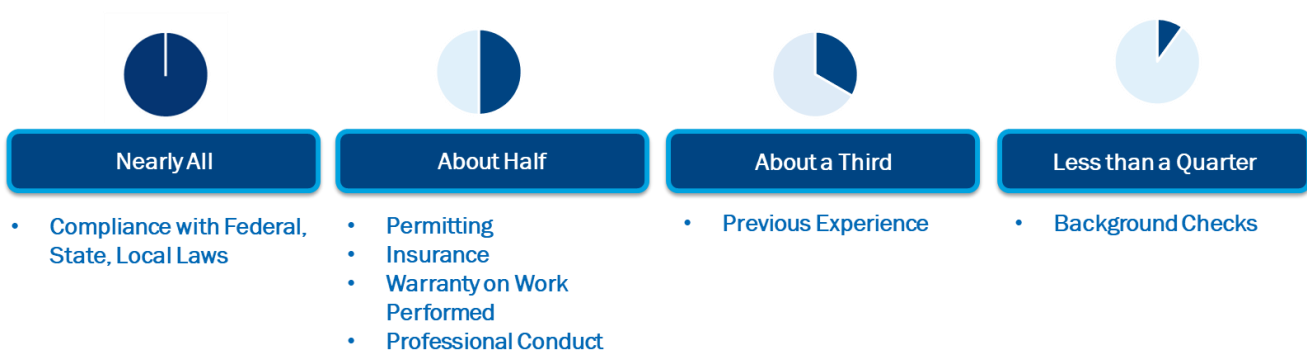 Nearly All
• Compliance with Federal,
State, Local Laws
About Half
• Permitting
• Insurance
• Warranty on Work
Performed
• Professional Conduct
About a Third
• Previous Experience
Less than a Quarter
• Background Checks